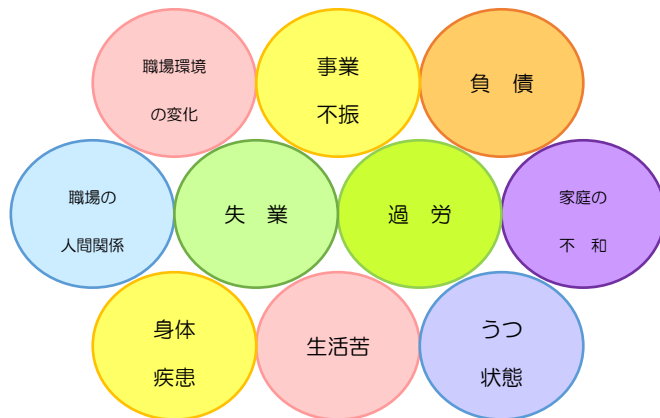 職場環境
の変化
事業
不振
負 債
職場の
人間関係
失 業
過 労
家庭の
不 和
身体
疾患
生活苦
うつ
状態